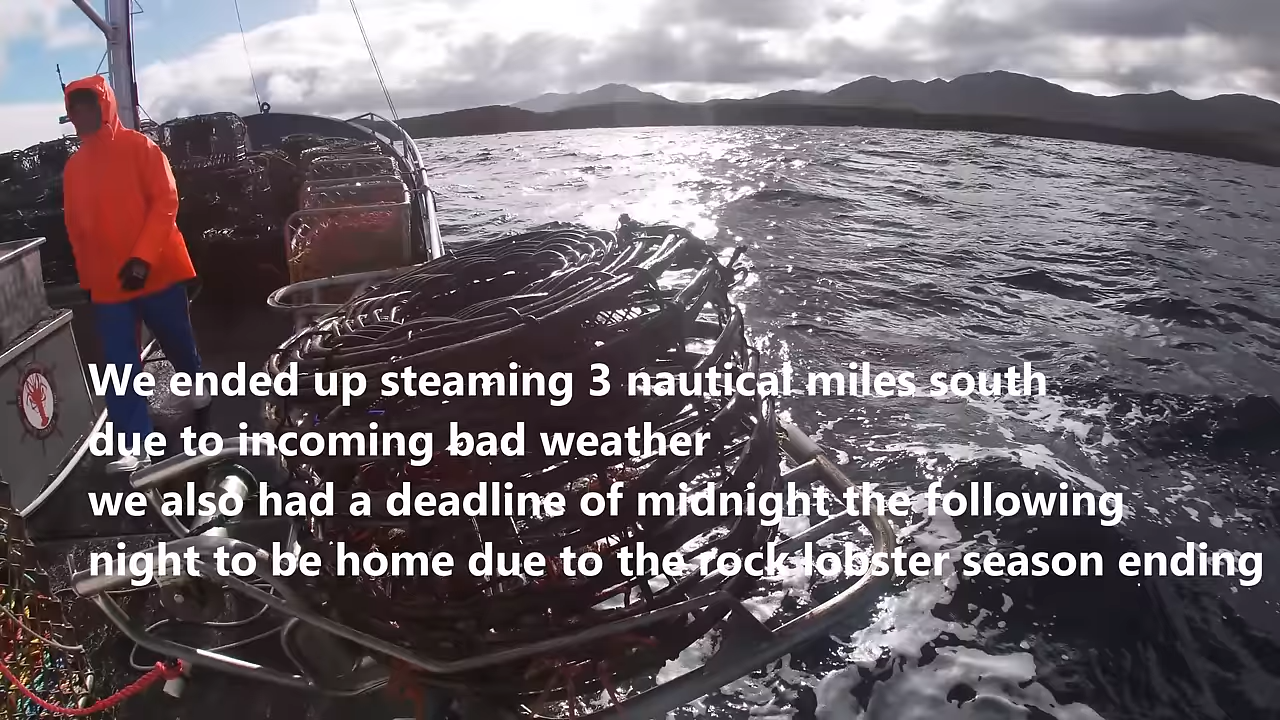 We ended up steaming 3 nautical miles south
due to incoming bad weather
we also had a deadline of midnight the following
night to be home due to the rock lobster season ending